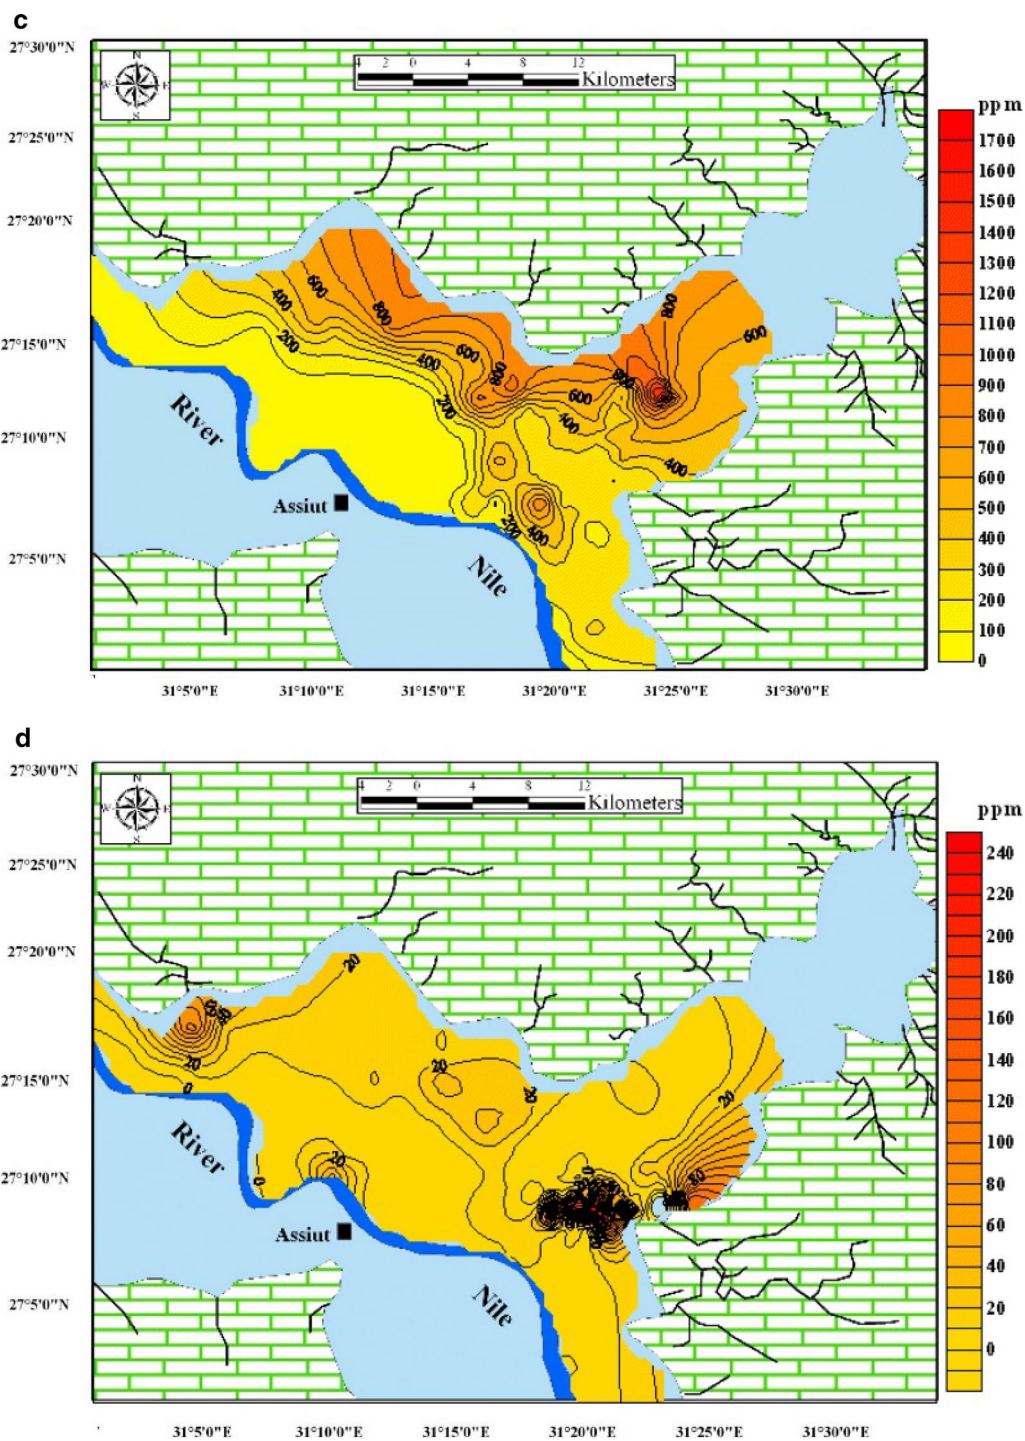 c
27°30'0"N
N
W E
S
4 2 0 4 8 12
Kilometers
27°25'0"N
27°20'0"N
27°15'0"N
27°10'0"N
27°5'0"N
400
600
800
200
400
600
800
200
600
400
800
800
600
400
200
400
River
Assiut
Nile
ppm
1700
1600
1500
1400
1300
1200
1100
1000
900
800
700
600
500
400
300
200
100
0
31°5'0"E 31°10'0"E 31°15'0"E 31°20'0"E 31°25'0"E 31°30'0"E
d
27°30'0"N
N
W E
S
4 2 0 4 8 12
Kilometers
27°25'0"N
27°20'0"N
27°15'0"N
27°10'0"N
27°5'0"N
20
20
0
20
20
20
20
0
80
River
Assiut
Nile
ppm
240
220
200
180
160
140
120
100
80
60
40
20
0
31°5'0"E 31°10'0"E 31°15'0"E 31°20'0"E 31°25'0"E 31°30'0"E